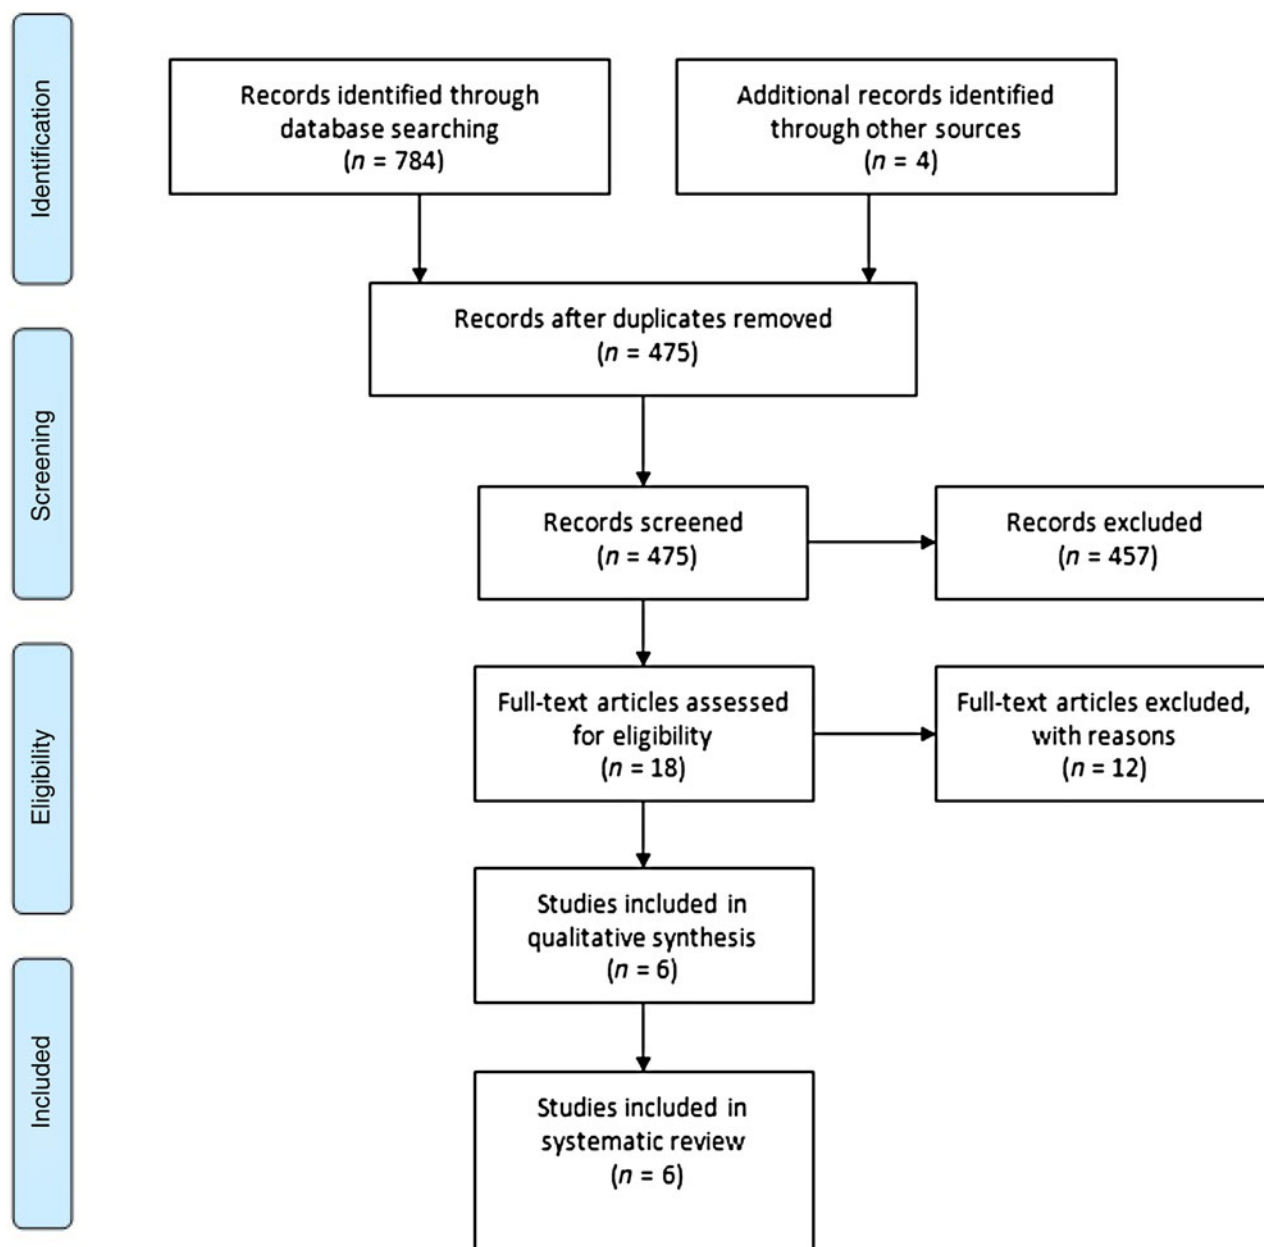 Identification
Records identified through
database searching
(n = 784)
Additional records identified
through other sources
(n = 4)
Records after duplicates removed
(n = 475)
Screening
Records screened
(n = 475)
Records excluded
(n = 457)
Eligibility
Full-text articles assessed
for eligibility
(n = 18)
Full-text articles excluded,
with reasons
(n = 12)
Studies included in
qualitative synthesis
(n = 6)
Included
Studies included in
systematic review
(n = 6)